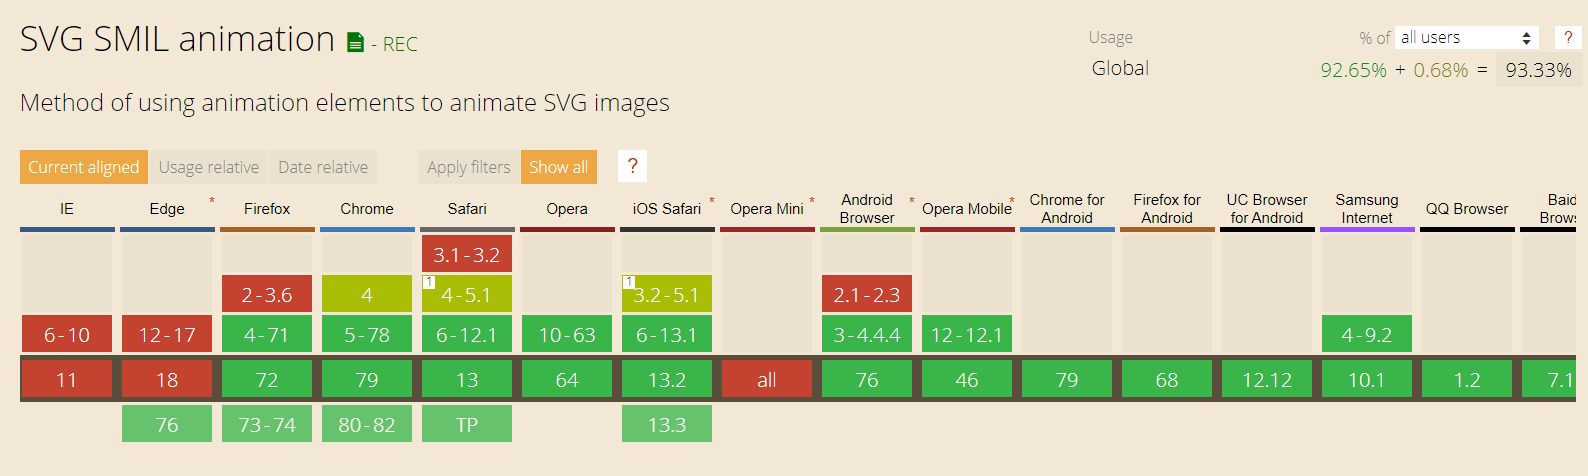 SVG SMIL animation - REC
Usage % of all users ?
Global 92.65% + 0.68% = 93.33%
Method of using animation elements to animate SVG images
Current aligned Usage relative Date relative Apply filters Show all ?
IE Edge * Firefox Chrome Safari Opera iOS Safari * Opera Mini * Android Browser * Opera Mobile * Chrome for Android Firefox for Android UC Browser for Android Samsung Internet QQ Browser Baid Brows
3.1-3.2
2-3.6 4 1 4-5.1 1 3.2-5.1 2.1-2.3
6-10 12-17 4-71 5-78 6-12.1 10-63 6-13.1 3-4.4.4 12-12.1 4-9.2
11 18 72 79 13 64 13.2 all 76 46 79 68 12.12 10.1 1.2 7.1
76 73-74 80-82 TP 13.3